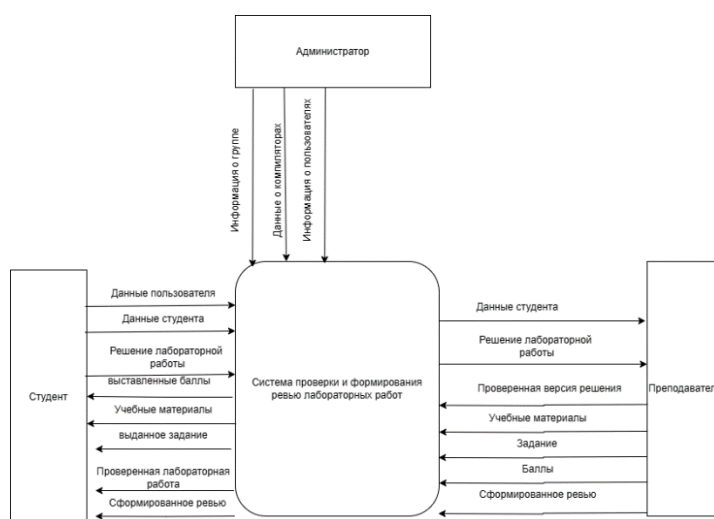 Администратор
Информация о группе
Данные о компиляторах
Информация о пользователях
Данные пользователя
Данные студента
Решение лабораторной
работы
выставленные баллы
Учебные материалы
выданное задание
Проверенная лабораторная
работа
Сформированное ревью
Студент
Система проверки и формирования
ревью лабораторных работ
Данные студента
Решение лабораторной
работы
Проверенная версия решения
Учебные материалы
Задание
Баллы
Сформированное ревью
Преподаватель